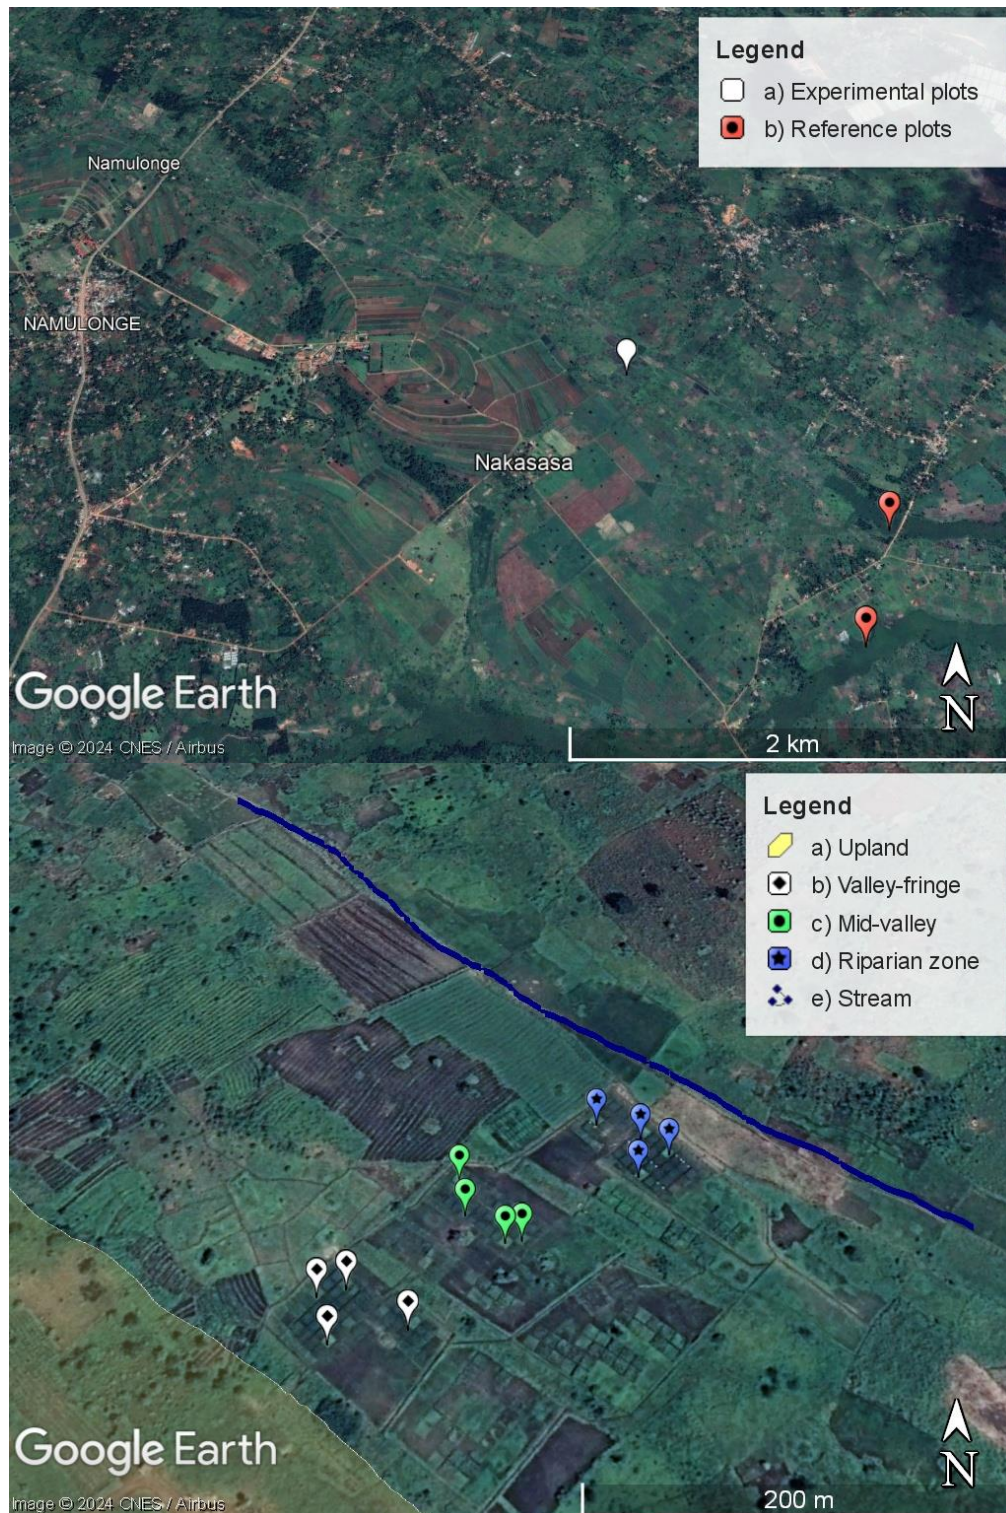 Legend
a) Experimental plots
b) Reference plots
Namulonge
NAMULONGE
Nakasasa
Google Earth
N
Image © 2024 CNES / Airbus
2 km
Legend
a) Upland
b) Valley-fringe
c) Mid-valley
d) Riparian zone
e) Stream
Google Earth
N
Image © 2024 CNES / Airbus
200 m